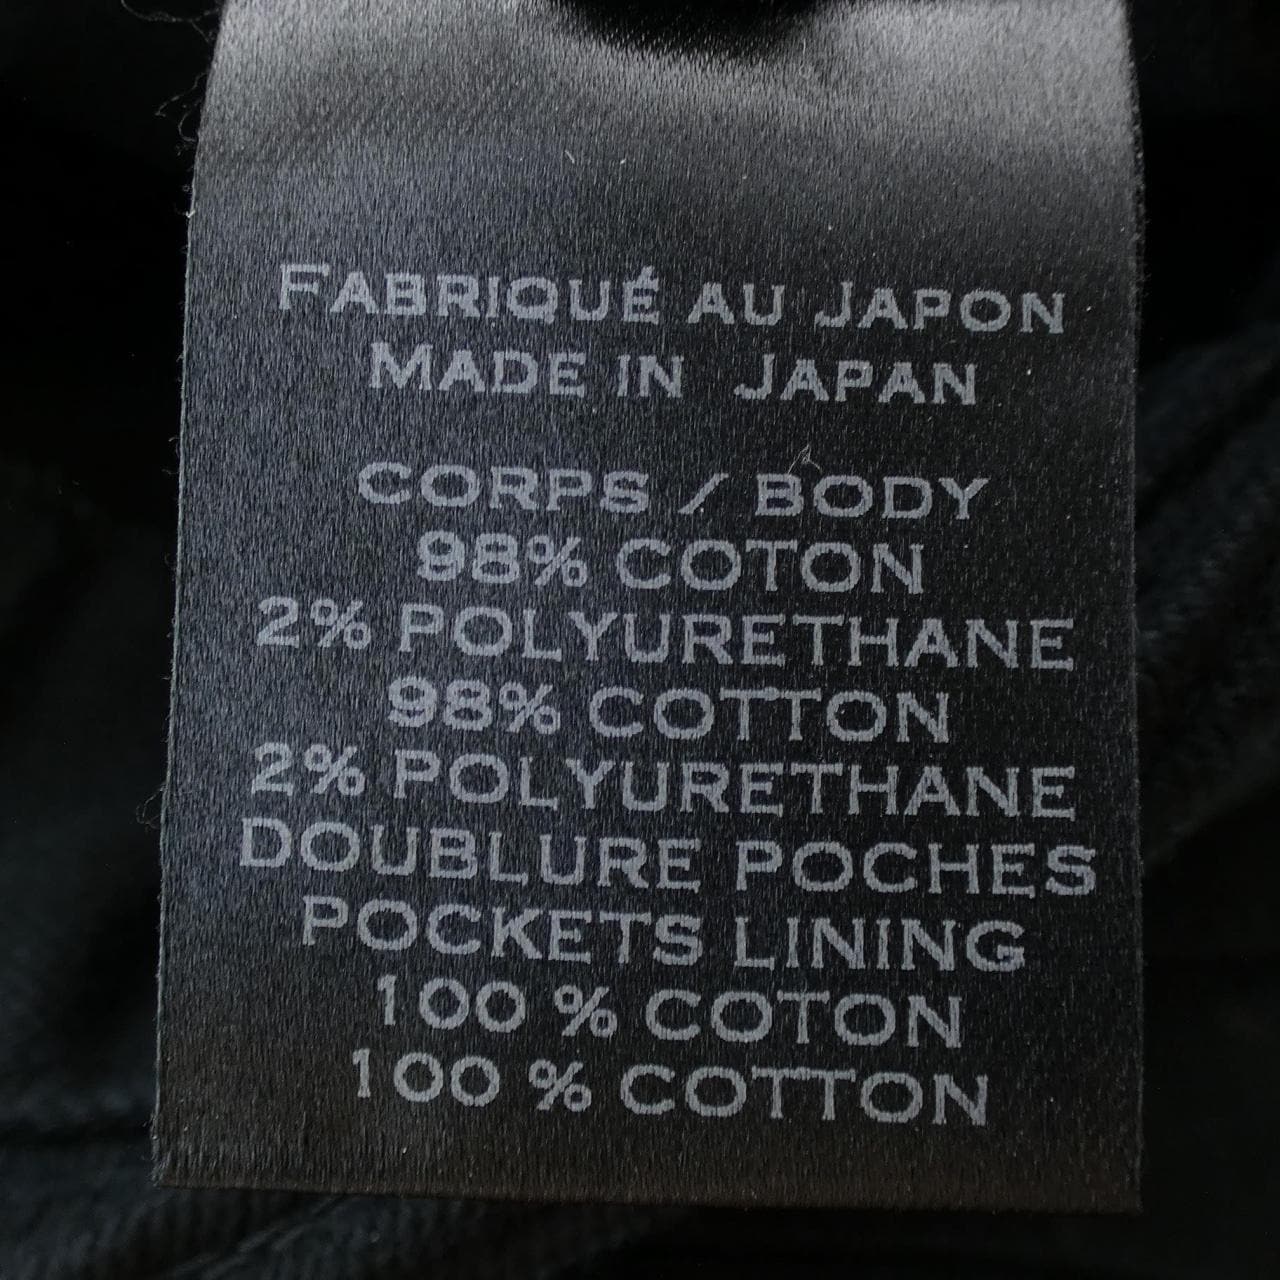 FABRIQUÉ AU JAPON
MADE IN JAPAN
CORPS / BODY
98% COTON
2% POLYURETHANE
98% COTTON
2% POLYURETHANE
DOUBLURE POCHES
POCKETS LINING
100 % COTON
100 % COTTON